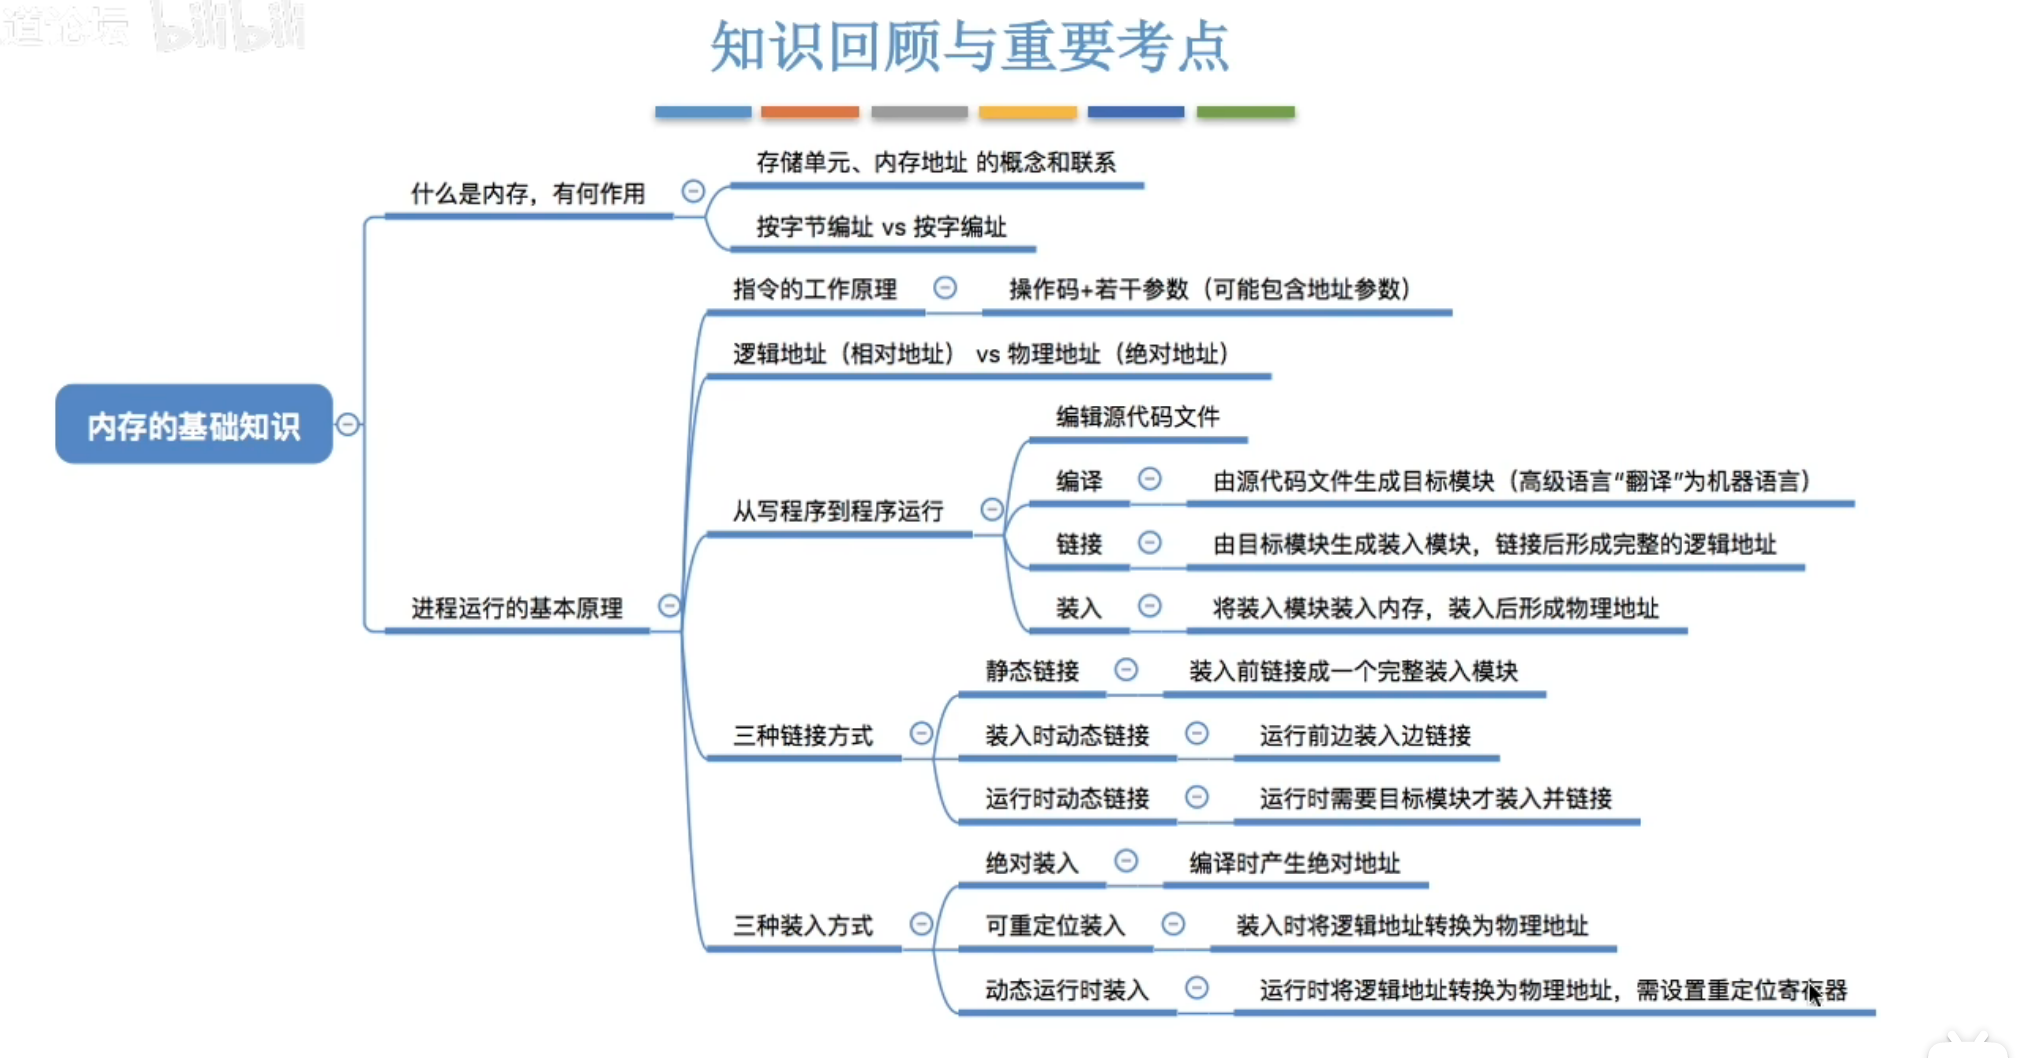 道论坛 bilibili
知识回顾与重要考点
存储单元、内存地址 的概念和联系
什么是内存，有何作用
按字节编址 vs 按字编址
指令的工作原理
操作码+若干参数（可能包含地址参数）
逻辑地址（相对地址） vs 物理地址（绝对地址）
内存的基础知识
编辑源代码文件
从写程序到程序运行
编译
由源代码文件生成目标模块（高级语言“翻译”为机器语言）
链接
由目标模块生成装入模块，链接后形成完整的逻辑地址
装入
将装入模块装入内存，装入后形成物理地址
进程运行的基本原理
静态链接
装入前链接成一个完整装入模块
三种链接方式
装入时动态链接
运行前边装入边链接
运行时动态链接
运行时需要目标模块才装入并链接
绝对装入
编译时产生绝对地址
三种装入方式
可重定位装入
装入时将逻辑地址转换为物理地址
动态运行时装入
运行时将逻辑地址转换为物理地址，需设置重定位寄存器